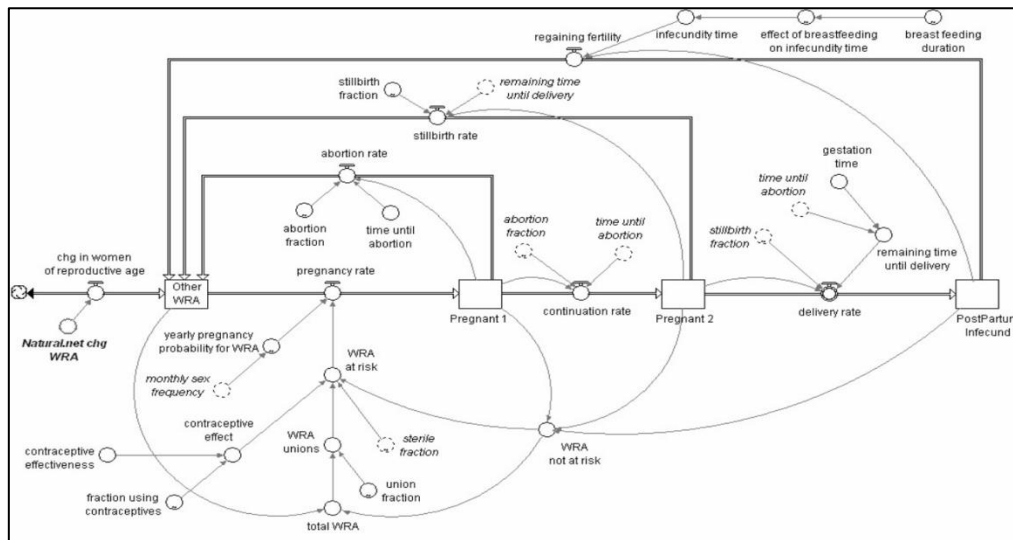 regaining fertility
infecundity time
effect of breastfeeding
on infecundity time
breast feeding
duration
stillbirth
fraction
remaining time
until delivery
stillbirth rate
abortion rate
gestation
time
abortion
fraction
time until
abortion
abortion
fraction
time until
abortion
time until
abortion
stillbirth
fraction
remaining time
until delivery
chg in women
of reproductive age
pregnancy rate
Other
WRA
Pregnant 1
continuation rate
Pregnant 2
delivery rate
PostPartum
Infecund
Natural.net chg
WRA
yearly pregnancy
probability for WRA
WRA
at risk
monthly sex
frequency
contraceptive
effect
WRA
unions
sterile
fraction
WRA
not at risk
contraceptive
effectiveness
union
fraction
fraction using
contraceptives
total WRA